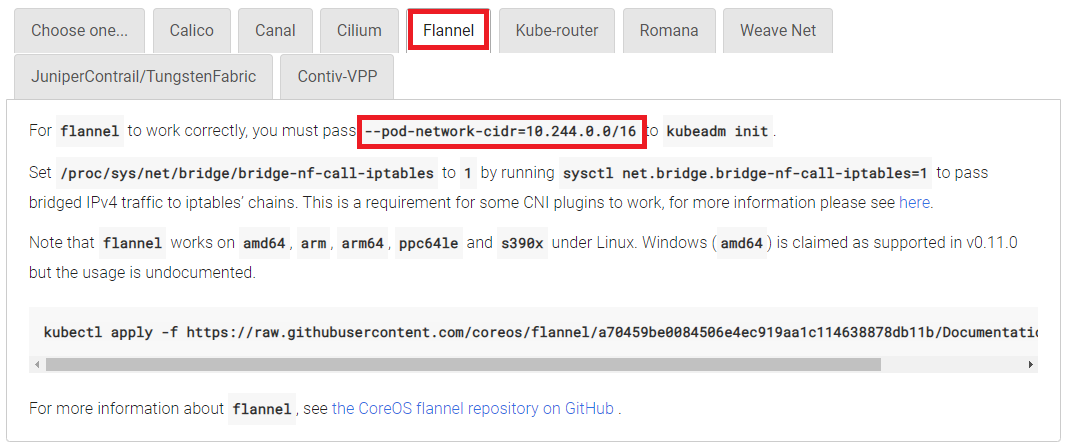 Choose one... Calico Canal Cilium Flannel Kube-router Romana Weave Net
JuniperContrail/TungstenFabric Contiv-VPP
For flannel to work correctly, you must pass --pod-network-cidr=10.244.0.0/16 to kubeadm init.
Set /proc/sys/net/bridge/bridge-nf-call-iptables to 1 by running sysctl net.bridge.bridge-nf-call-iptables=1 to pass
bridged IPv4 traffic to iptables’ chains. This is a requirement for some CNI plugins to work, for more information please see here.
Note that flannel works on amd64, arm, arm64, ppc64le and s390x under Linux. Windows (amd64) is claimed as supported in v0.11.0
but the usage is undocumented.
kubectl apply -f https://raw.githubusercontent.com/coreos/flannel/a70459be0084506e4ec919aa1c114638878db11b/Documentatio
For more information about flannel, see the CoreOS flannel repository on GitHub .